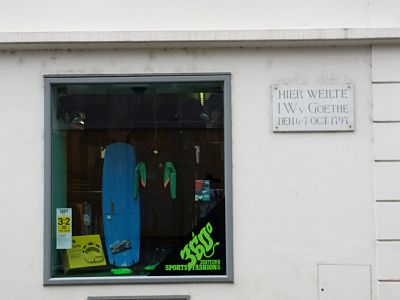 HIER WEILTE
I.W.v. GOETHE
DEN 6-7. OCT. 1797.
3≥2
360°
SPORTS FASHION